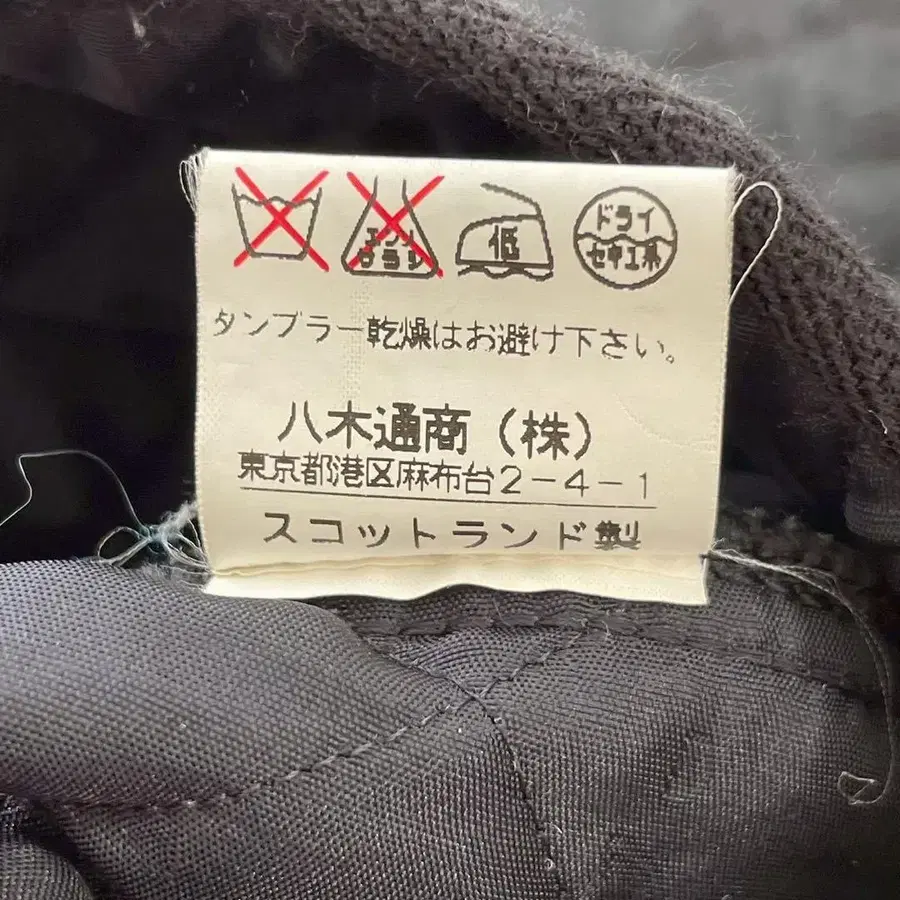 エンソ
サラシ
低
ドライ
セキユ系
タンブラー乾燥はお避け下さい。
八木通商（株）
東京都港区麻布台2-4-1
スコットランド製